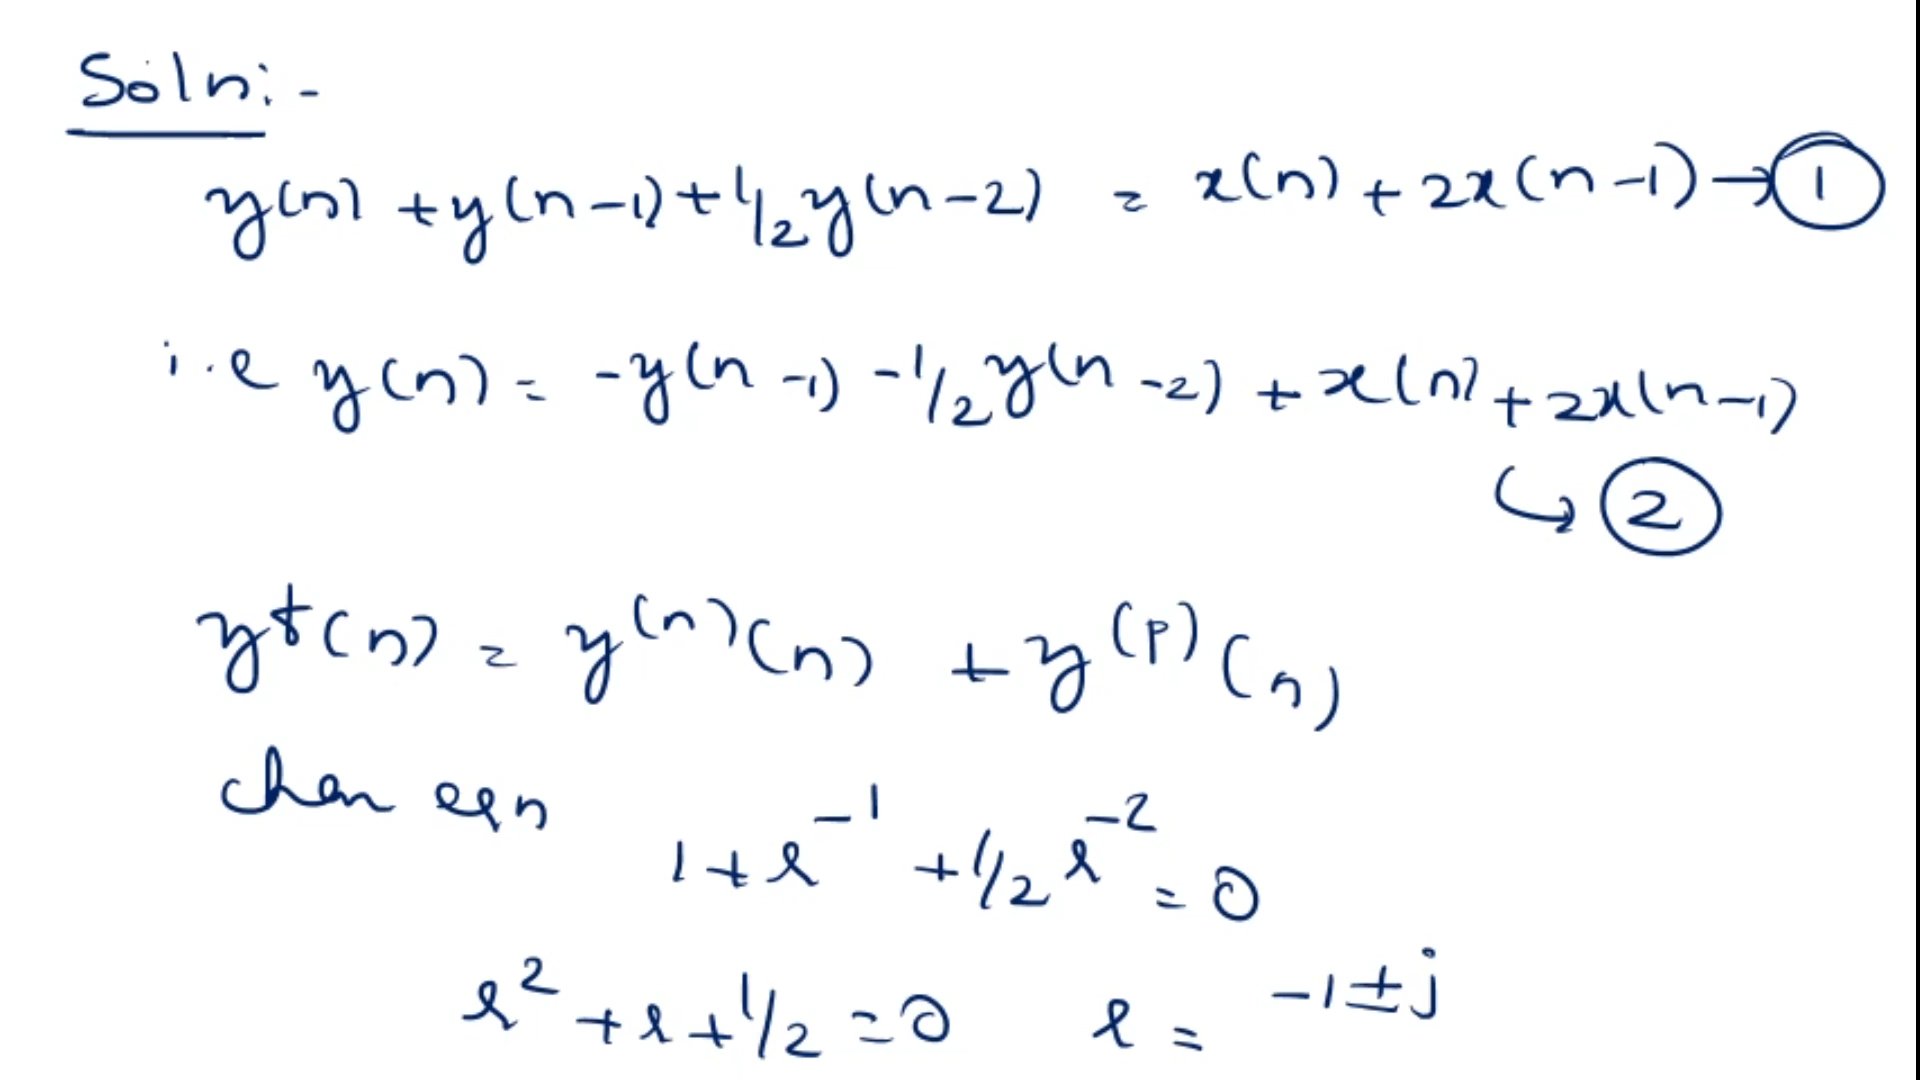 Soln:-
y(n) + y(n-1) + 1/2 y(n-2) = x(n) + 2x(n-1) → 1
i.e y(n) = -y(n-1) - 1/2 y(n-2) + x(n) + 2x(n-1)
↪ 2
y^t(n) = y^(n)(n) + y^(p)(n)
char eqn
1 + r^-1 + 1/2 r^-2 = 0
r^2 + r + 1/2 = 0 r = -1 ± j